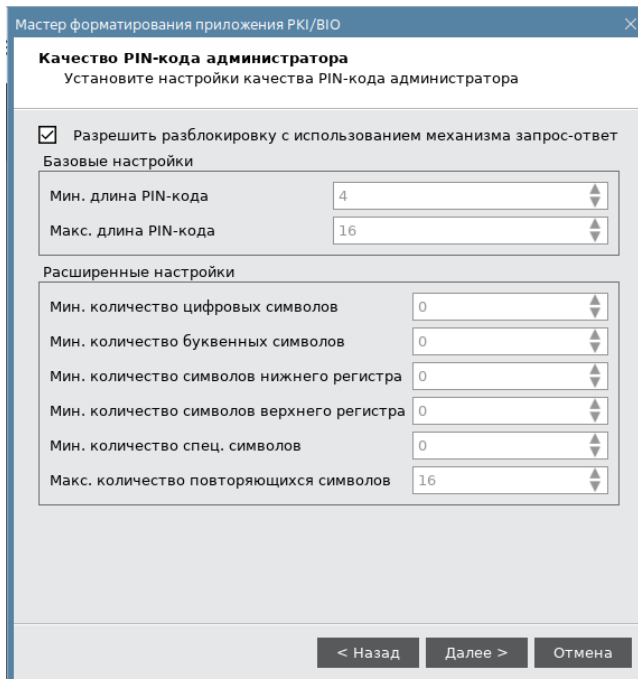 Мастер форматирования приложения PKI/BIO
Качество PIN-кода администратора
Установите настройки качества PIN-кода администратора
Разрешить разблокировку с использованием механизма запрос-ответ
Базовые настройки
Мин. длина PIN-кода 4
Макс. длина PIN-кода 16
Расширенные настройки
Мин. количество цифровых символов 0
Мин. количество буквенных символов 0
Мин. количество символов нижнего регистра 0
Мин. количество символов верхнего регистра 0
Мин. количество спец. символов 0
Макс. количество повторяющихся символов 16
< Назад Далее > Отмена